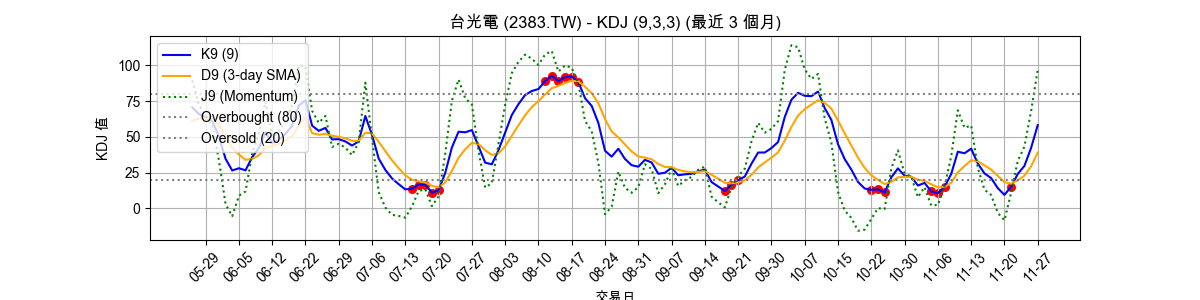 台光電 (2383.TW) - KDJ (9,3,3) (最近 3 個月)
K9 (9)
D9 (3-day SMA)
J9 (Momentum)
Overbought (80)
Oversold (20)
KDJ 值
100
75
50
25
0
05-29 06-05 06-12 06-22 06-29 07-06 07-13 07-20 07-27 08-03 08-10 08-17 08-24 08-31 09-07 09-14 09-21 09-30 10-07 10-15 10-22 10-30 11-06 11-13 11-20 11-27
交易日